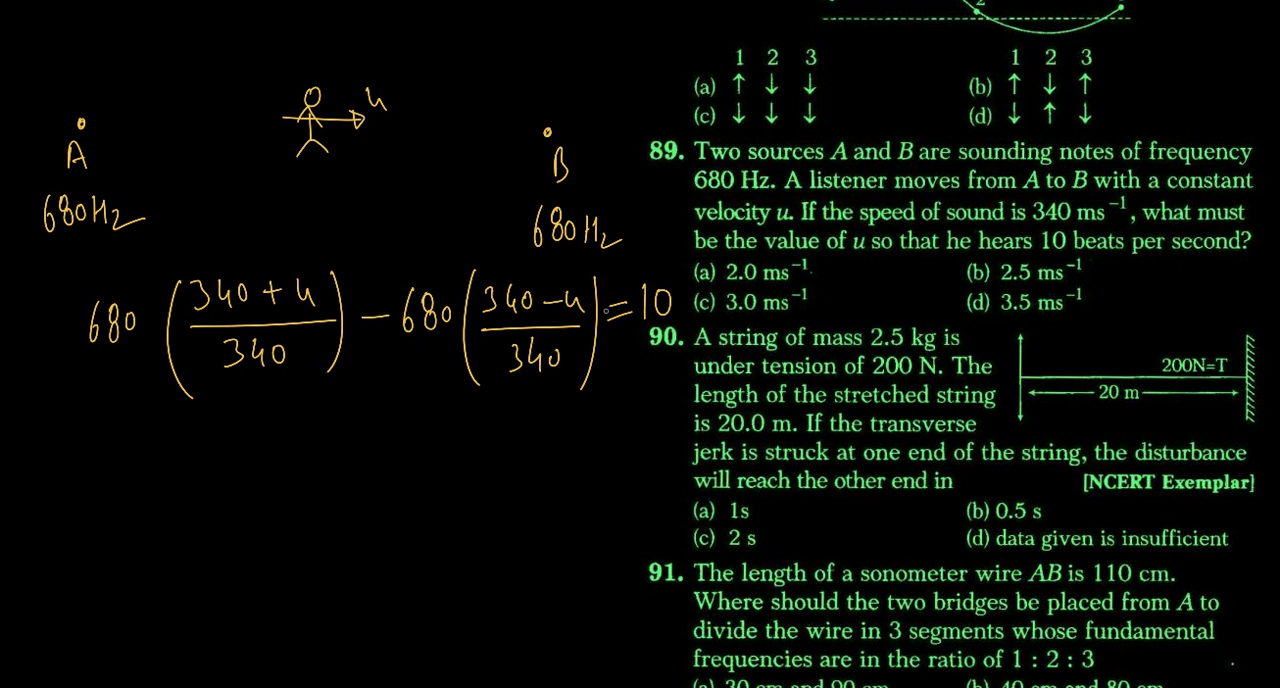 u
A
B
680Hz
680Hz
680 (340 + u / 340) - 680 (340 - u / 340) = 10
2
1 2 3
1 2 3
(a) ↑ ↓ ↓
(b) ↑ ↓ ↑
(c) ↓ ↓ ↓
(d) ↓ ↑ ↓
89. Two sources A and B are sounding notes of frequency
680 Hz. A listener moves from A to B with a constant
velocity u. If the speed of sound is 340 ms⁻¹, what must
be the value of u so that he hears 10 beats per second?
(a) 2.0 ms⁻¹
(b) 2.5 ms⁻¹
(c) 3.0 ms⁻¹
(d) 3.5 ms⁻¹
90. A string of mass 2.5 kg is
under tension of 200 N. The
length of the stretched string
is 20.0 m. If the transverse
200N=T
20 m
jerk is struck at one end of the string, the disturbance
will reach the other end in [NCERT Exemplar]
(a) 1s
(b) 0.5 s
(c) 2 s
(d) data given is insufficient
91. The length of a sonometer wire AB is 110 cm.
Where should the two bridges be placed from A to
divide the wire in 3 segments whose fundamental
frequencies are in the ratio of 1 : 2 : 3